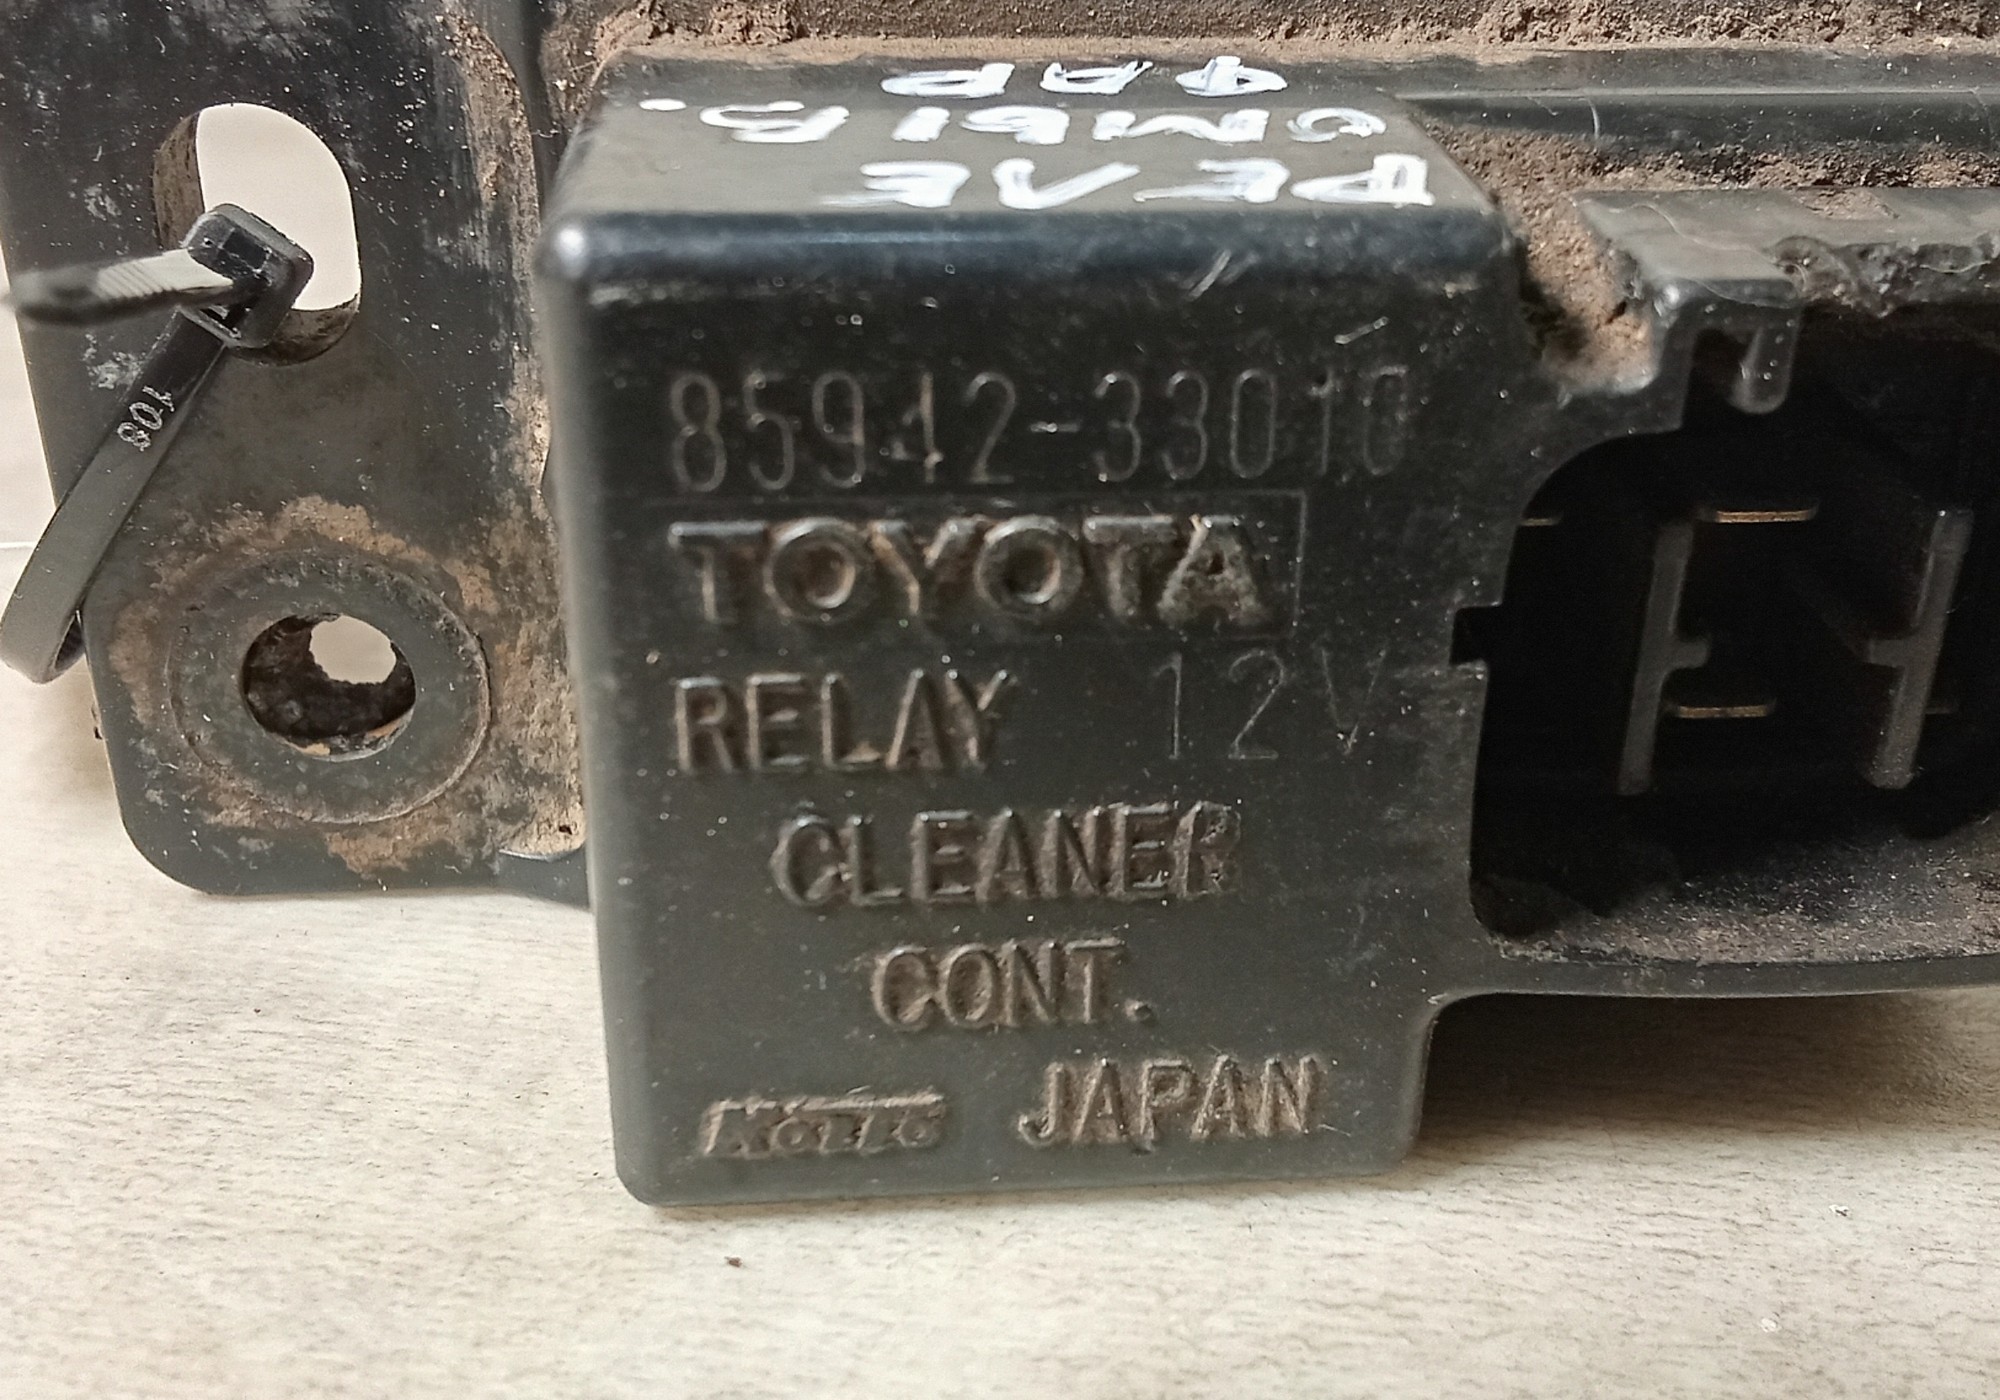 РЕЛЕ
ОМЫВ.
ФАР
108
85942-33010
TOYOTA
RELAY 12V
CLEANER
CONT.
JAPAN